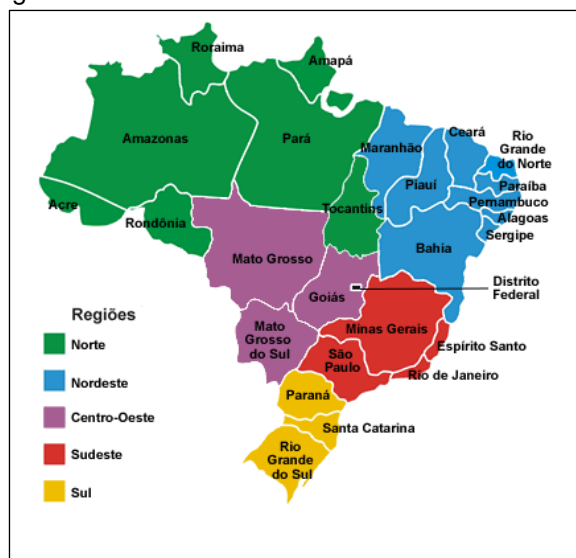 g
Roraima
Amapá
Amazonas
Pará
Maranhão
Ceará
Rio
Grande
do Norte
Piauí
Paraíba
Pernambuco
Alagoas
Sergipe
Acre
Rondônia
Tocantins
Bahia
Mato Grosso
Distrito
Federal
Goiás
Minas Gerais
Mato
Grosso
do Sul
Espírito Santo
São
Paulo
Rio de Janeiro
Paraná
Santa Catarina
Rio
Grande
do Sul
Regiões
Norte
Nordeste
Centro-Oeste
Sudeste
Sul